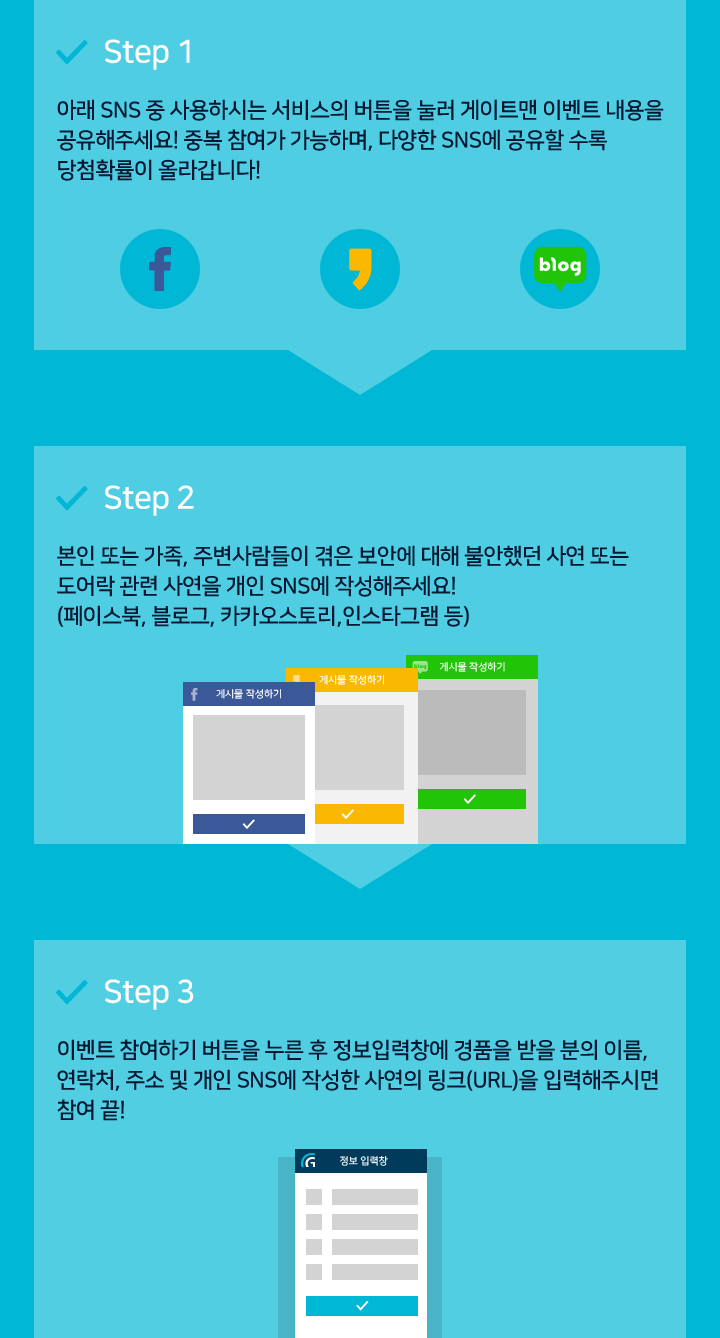 Step 1
아래 SNS 중 사용하시는 서비스의 버튼을 눌러 게이트맨 이벤트 내용을
공유해주세요! 중복 참여가 가능하며, 다양한 SNS에 공유할 수록
당첨확률이 올라갑니다!
blog
Step 2
본인 또는 가족, 주변사람들이 겪은 보안에 대해 불안했던 사연 또는
도어락 관련 사연을 개인 SNS에 작성해주세요!
(페이스북, 블로그, 카카오스토리,인스타그램 등)
blog 게시물 작성하기
게시물 작성하기
게시물 작성하기
Step 3
이벤트 참여하기 버튼을 누른 후 정보입력창에 경품을 받을 분의 이름,
연락처, 주소 및 개인 SNS에 작성한 사연의 링크(URL)을 입력해주시면
참여 끝!
정보 입력창